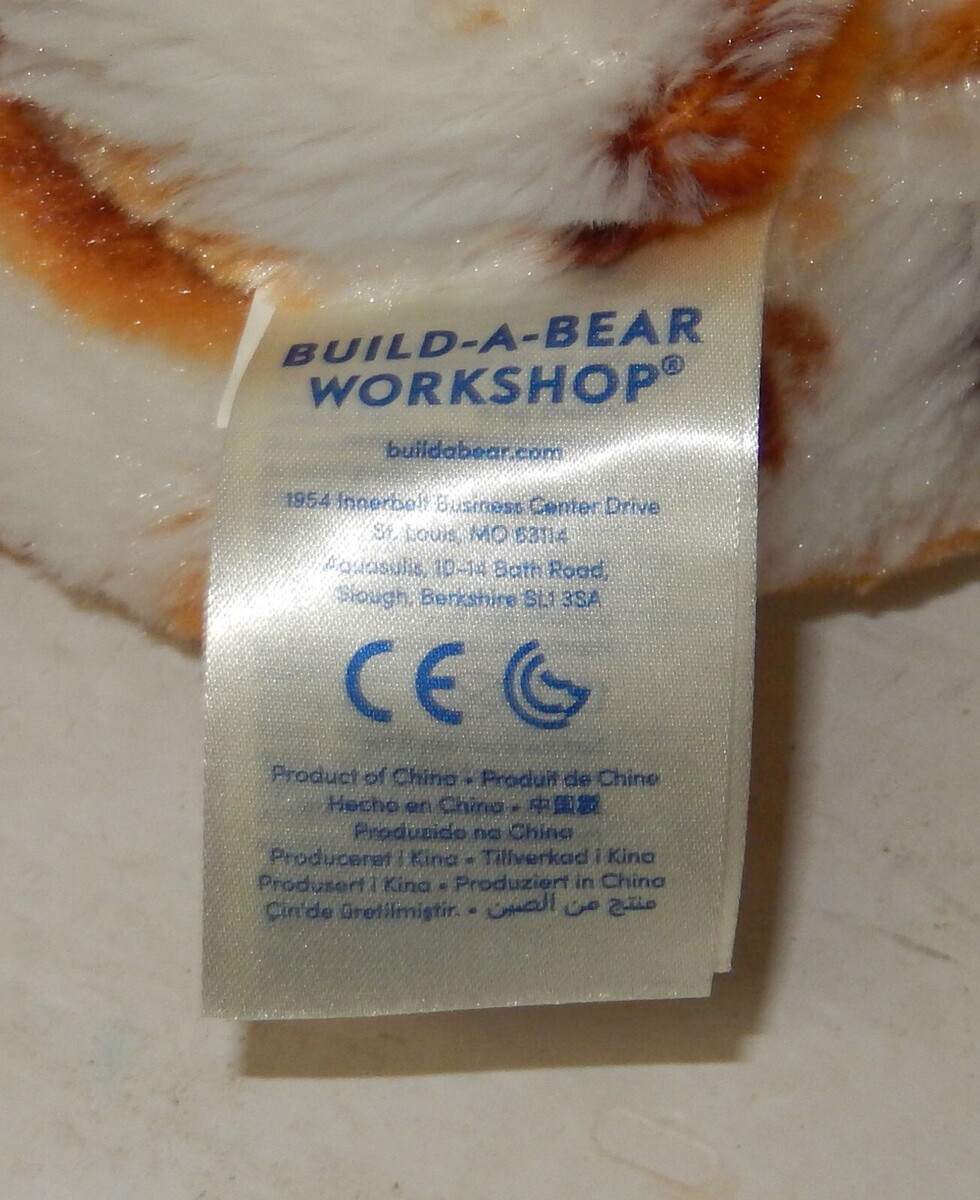 BUILD-A-BEAR
WORKSHOP®
buildabear.com
1954 Innerbelt Business Center Drive
St. Louis, MO 63114
Aquasulis, 10-14 Bath Road,
Slough, Berkshire SL1 3SA
CE
Product of China • Produit de Chine
Hecho en China • 中国製
Produzido na China
Produceret i Kina • Tillverkad i Kina
Produsert i Kina • Produziert in China
Çin'de üretilmiştir. • منتج من الصين